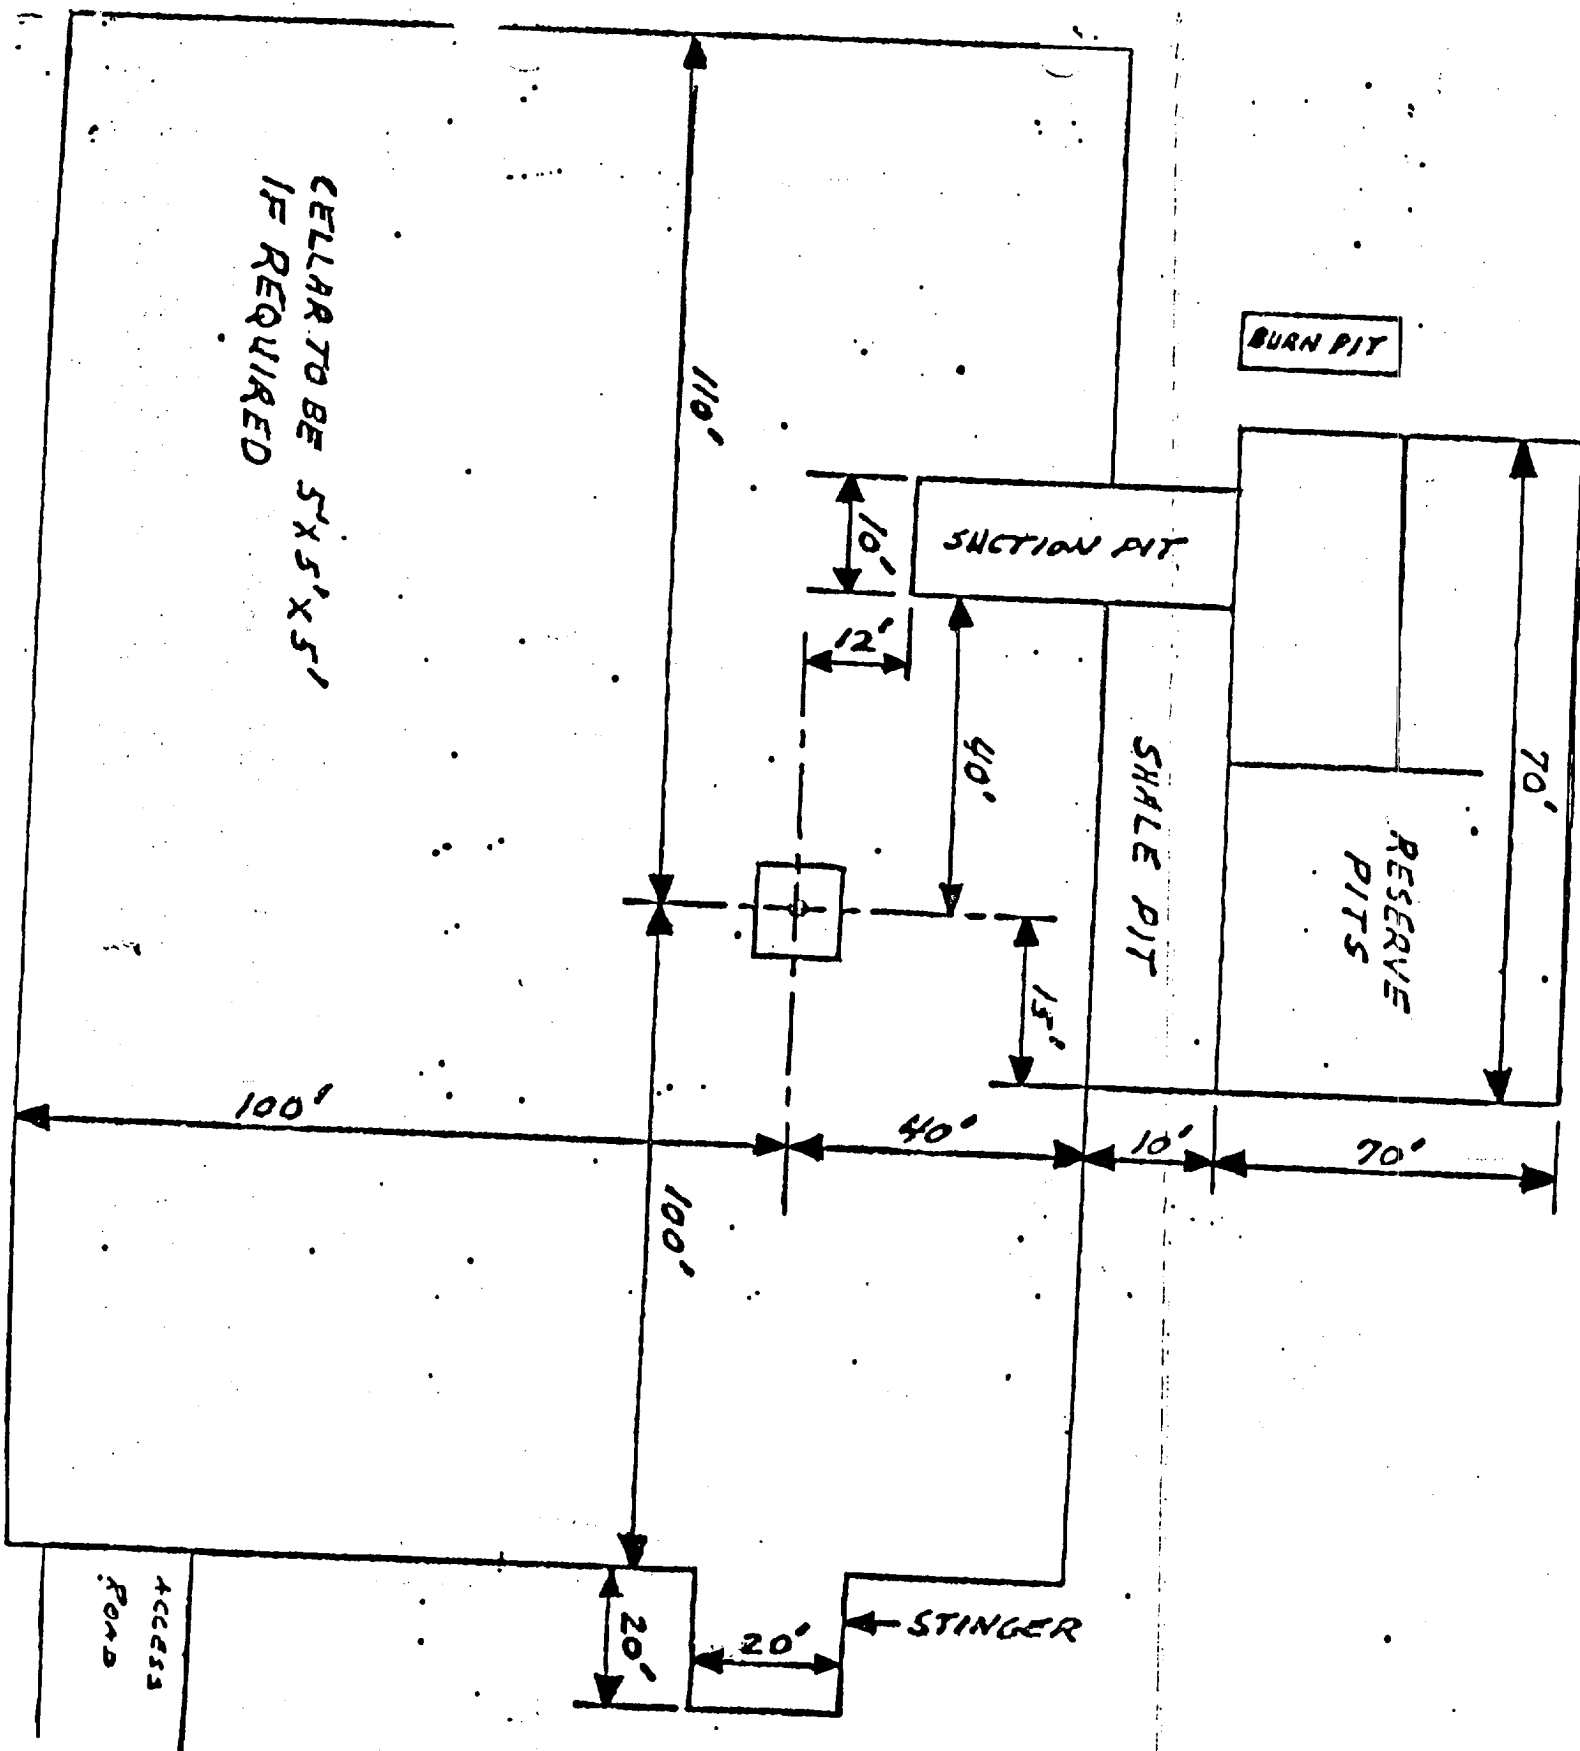 CELLAR TO BE 5'X5'X5'
IF REQUIRED
110'
BURN PIT
10'
SUCTION PIT
12'
40'
SHALE PIT
70'
RESERVE
PITS
15'
100'
40'
10'
70'
100'
STINGER
20'
20'
ACCESS
ROAD